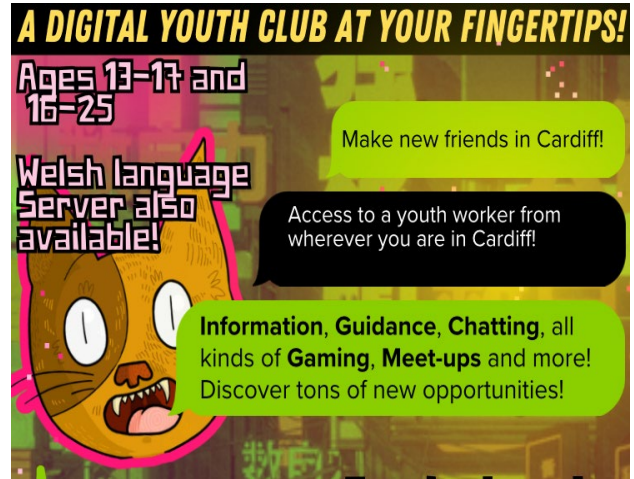 A DIGITAL YOUTH CLUB AT YOUR FINGERTIPS!
Ages 13-17 and
16-25
Welsh language
Server also
available!
Make new friends in Cardiff!
Access to a youth worker from
wherever you are in Cardiff!
Information, Guidance, Chatting, all
kinds of Gaming, Meet-ups and more!
Discover tons of new opportunities!